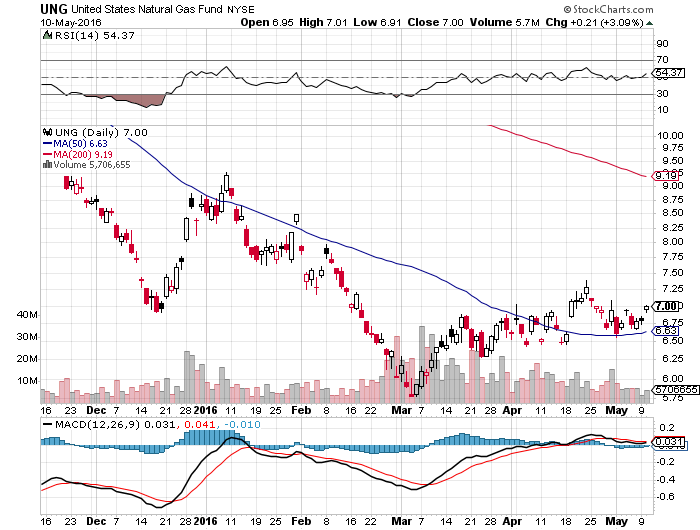 UNG United States Natural Gas Fund NYSE © StockCharts.com
10-May-2016 Open 6.95 High 7.01 Low 6.91 Close 7.00 Volume 5.7M Chg +0.21 (+3.09%)
RSI(14) 54.37
90
70
54.37
30
10
UNG (Daily) 7.00
MA(50) 6.63
MA(200) 9.19
Volume 5,706,655
10.00
9.75
9.50
9.25
9.19
9.00
8.75
8.50
8.25
8.00
7.75
7.50
7.25
7.00
6.75
6.63
6.50
6.25
6.00
5.75
40M
30M
20M
10M
5706655
16 23 Dec 7 14 21 28 2016 11 19 25 Feb 8 16 22 Mar 7 14 21 28 Apr 11 18 25 May 9
MACD(12,26,9) 0.031, 0.041, -0.010
0.2
0.031
-0.2
-0.4
-0.6
16 23 Dec 7 14 21 28 2016 11 19 25 Feb 8 16 22 Mar 7 14 21 28 Apr 11 18 25 May 9